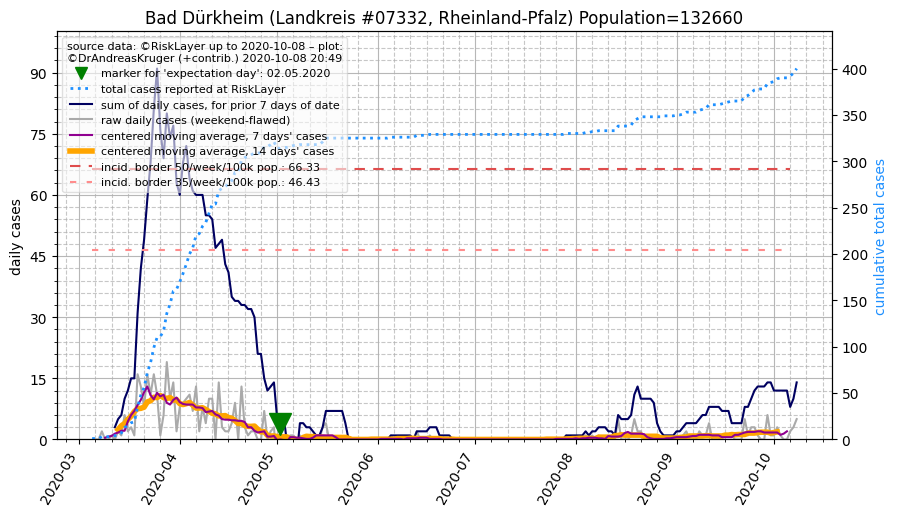 Bad Dürkheim (Landkreis #07332, Rheinland-Pfalz) Population=132660
source data: ©RiskLayer up to 2020-10-08 – plot:
©DrAndreasKruger (+contrib.) 2020-10-08 20:49
marker for 'expectation day': 02.05.2020
total cases reported at RiskLayer
sum of daily cases, for prior 7 days of date
raw daily cases (weekend-flawed)
centered moving average, 7 days' cases
centered moving average, 14 days' cases
incid. border 50/week/100k pop.: 66.33
incid. border 35/week/100k pop.: 46.43
daily cases
90
75
60
45
30
15
0
cumulative total cases
400
350
300
250
200
150
100
50
0
2020-03
2020-04
2020-05
2020-06
2020-07
2020-08
2020-09
2020-10